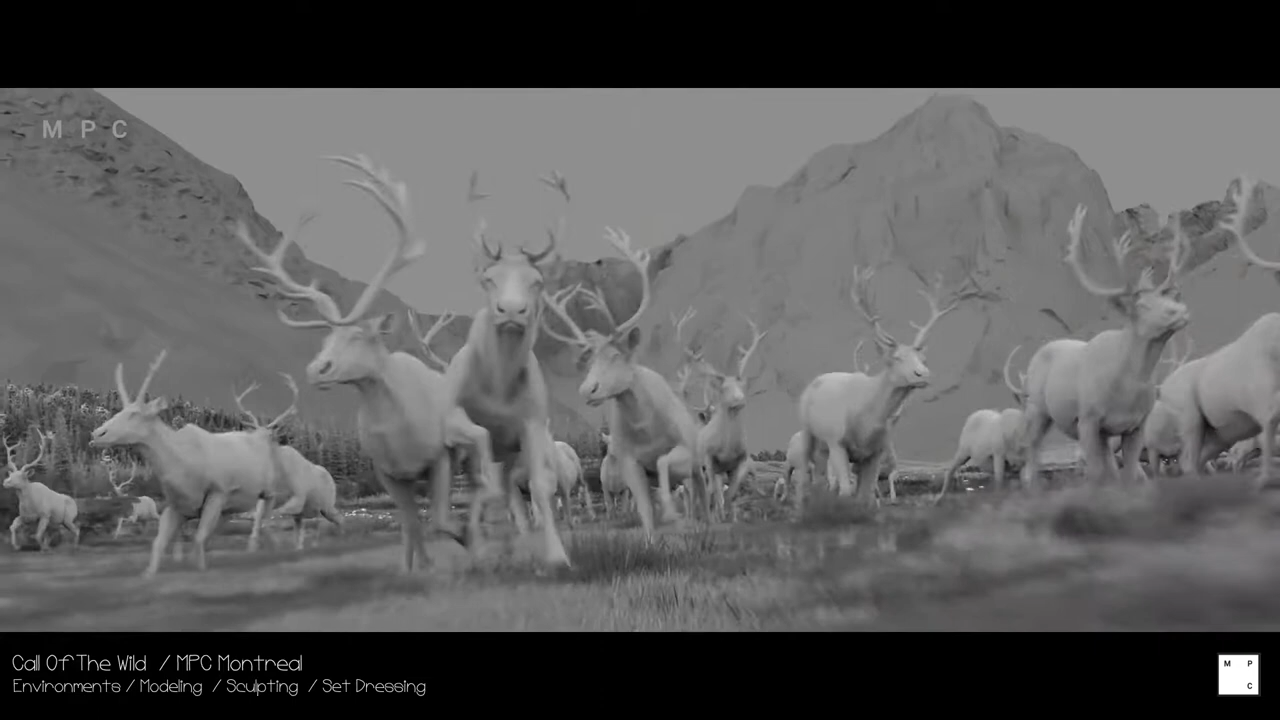 M P C
Call Of The Wild / MPC Montreal
Environments / Modeling / Sculpting / Set Dressing
M P
C